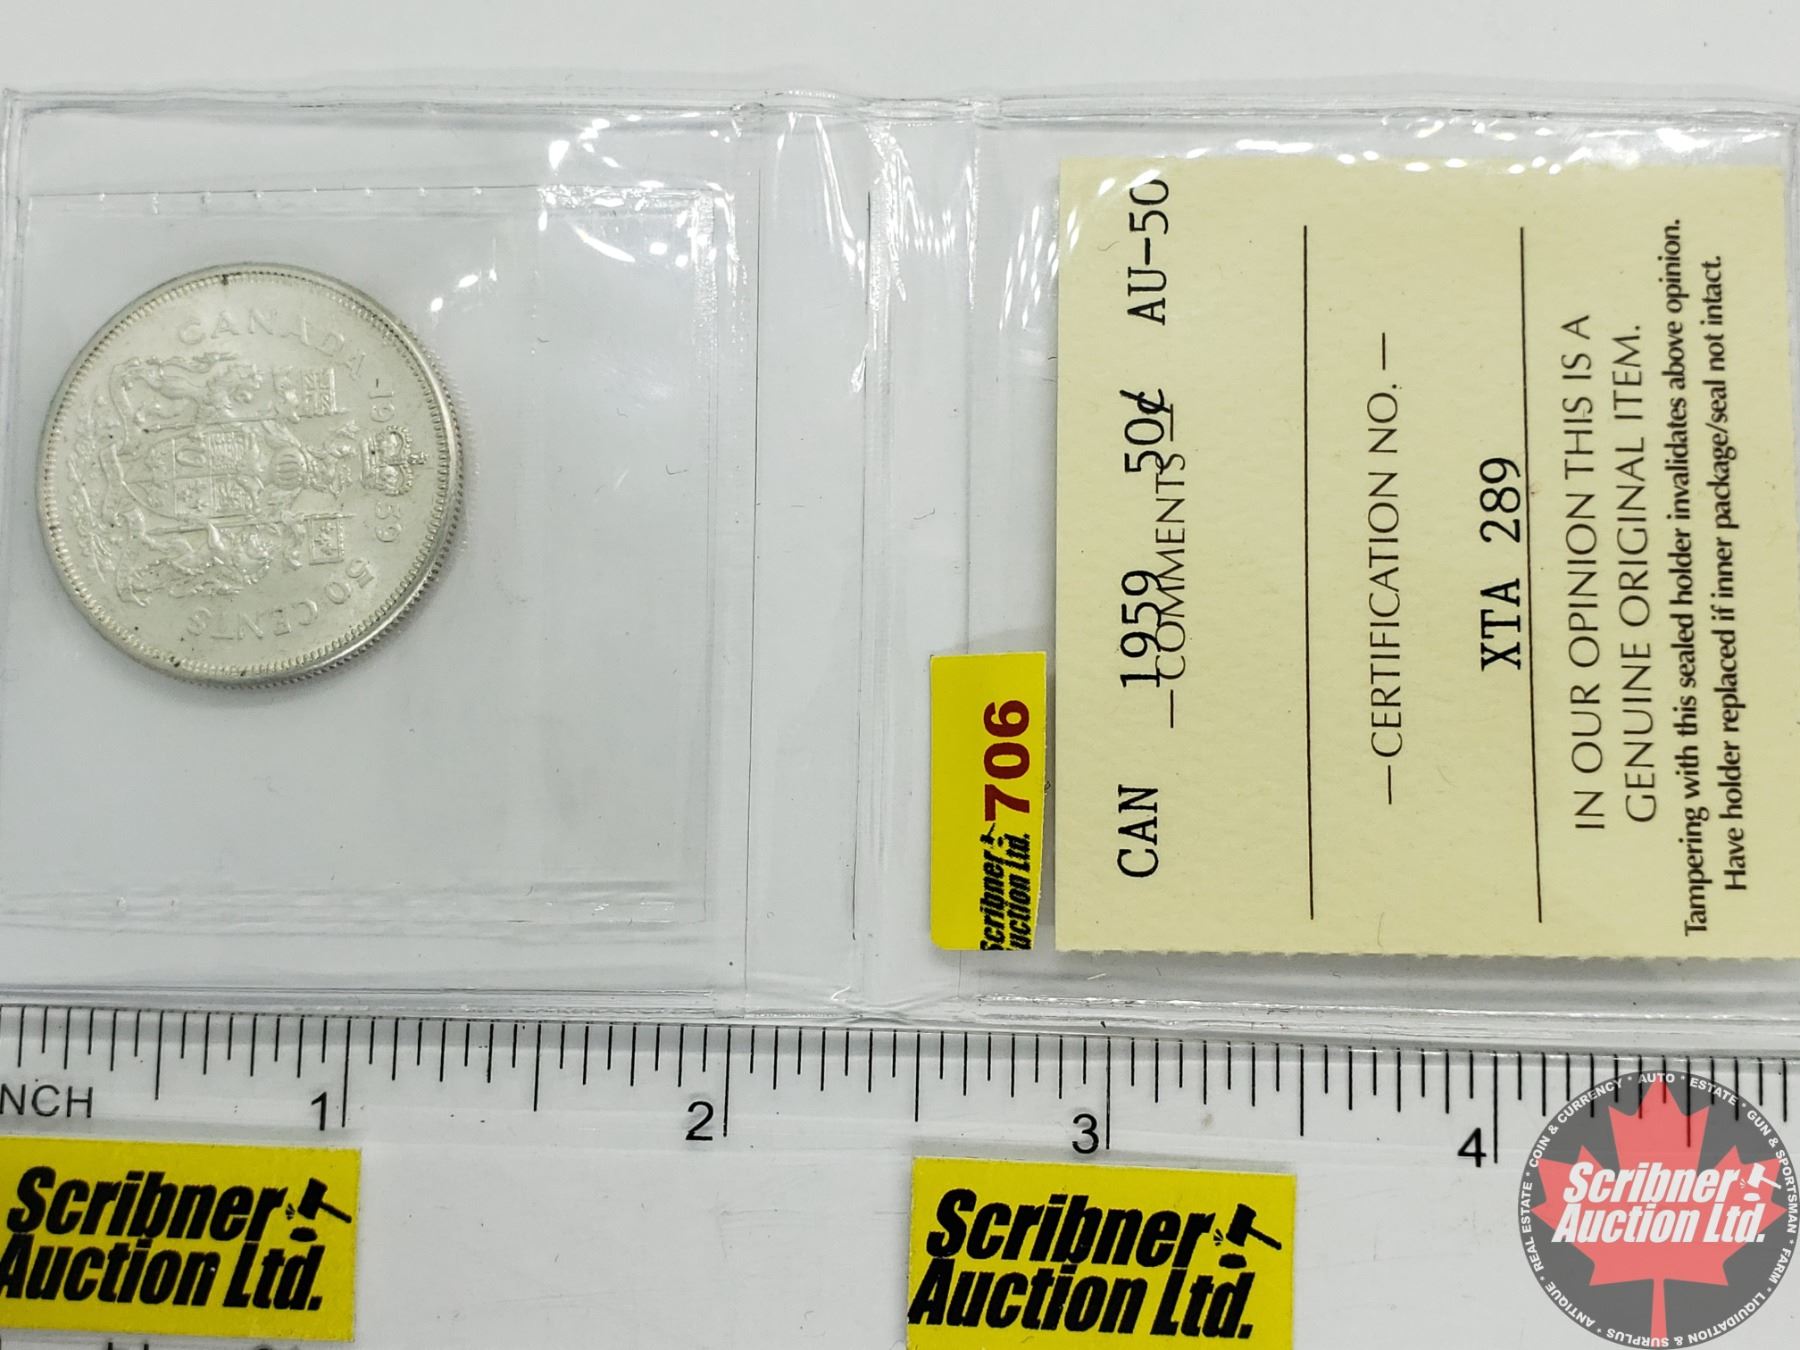 CANADA - 1959
50 CENTS
CAN 1959 50¢ AU-50
—COMMENTS—
—CERTIFICATION NO.—
XTA 289
IN OUR OPINION THIS IS A
GENUINE ORIGINAL ITEM.
Tampering with this sealed holder invalidates above opinion.
Have holder replaced if inner package/seal not intact.
Scribner
uction Ltd.
706
NCH
1 2 3 4
Scribner
Auction Ltd.
Scribner
Auction Ltd.
Scribner
Auction Ltd.
ANTIQUE * REAL ESTATE * COIN & CURRENCY * AUTO * ESTATE * GUN & SPORTSMAN * FARM * LIQUIDATION & SURPLUS *